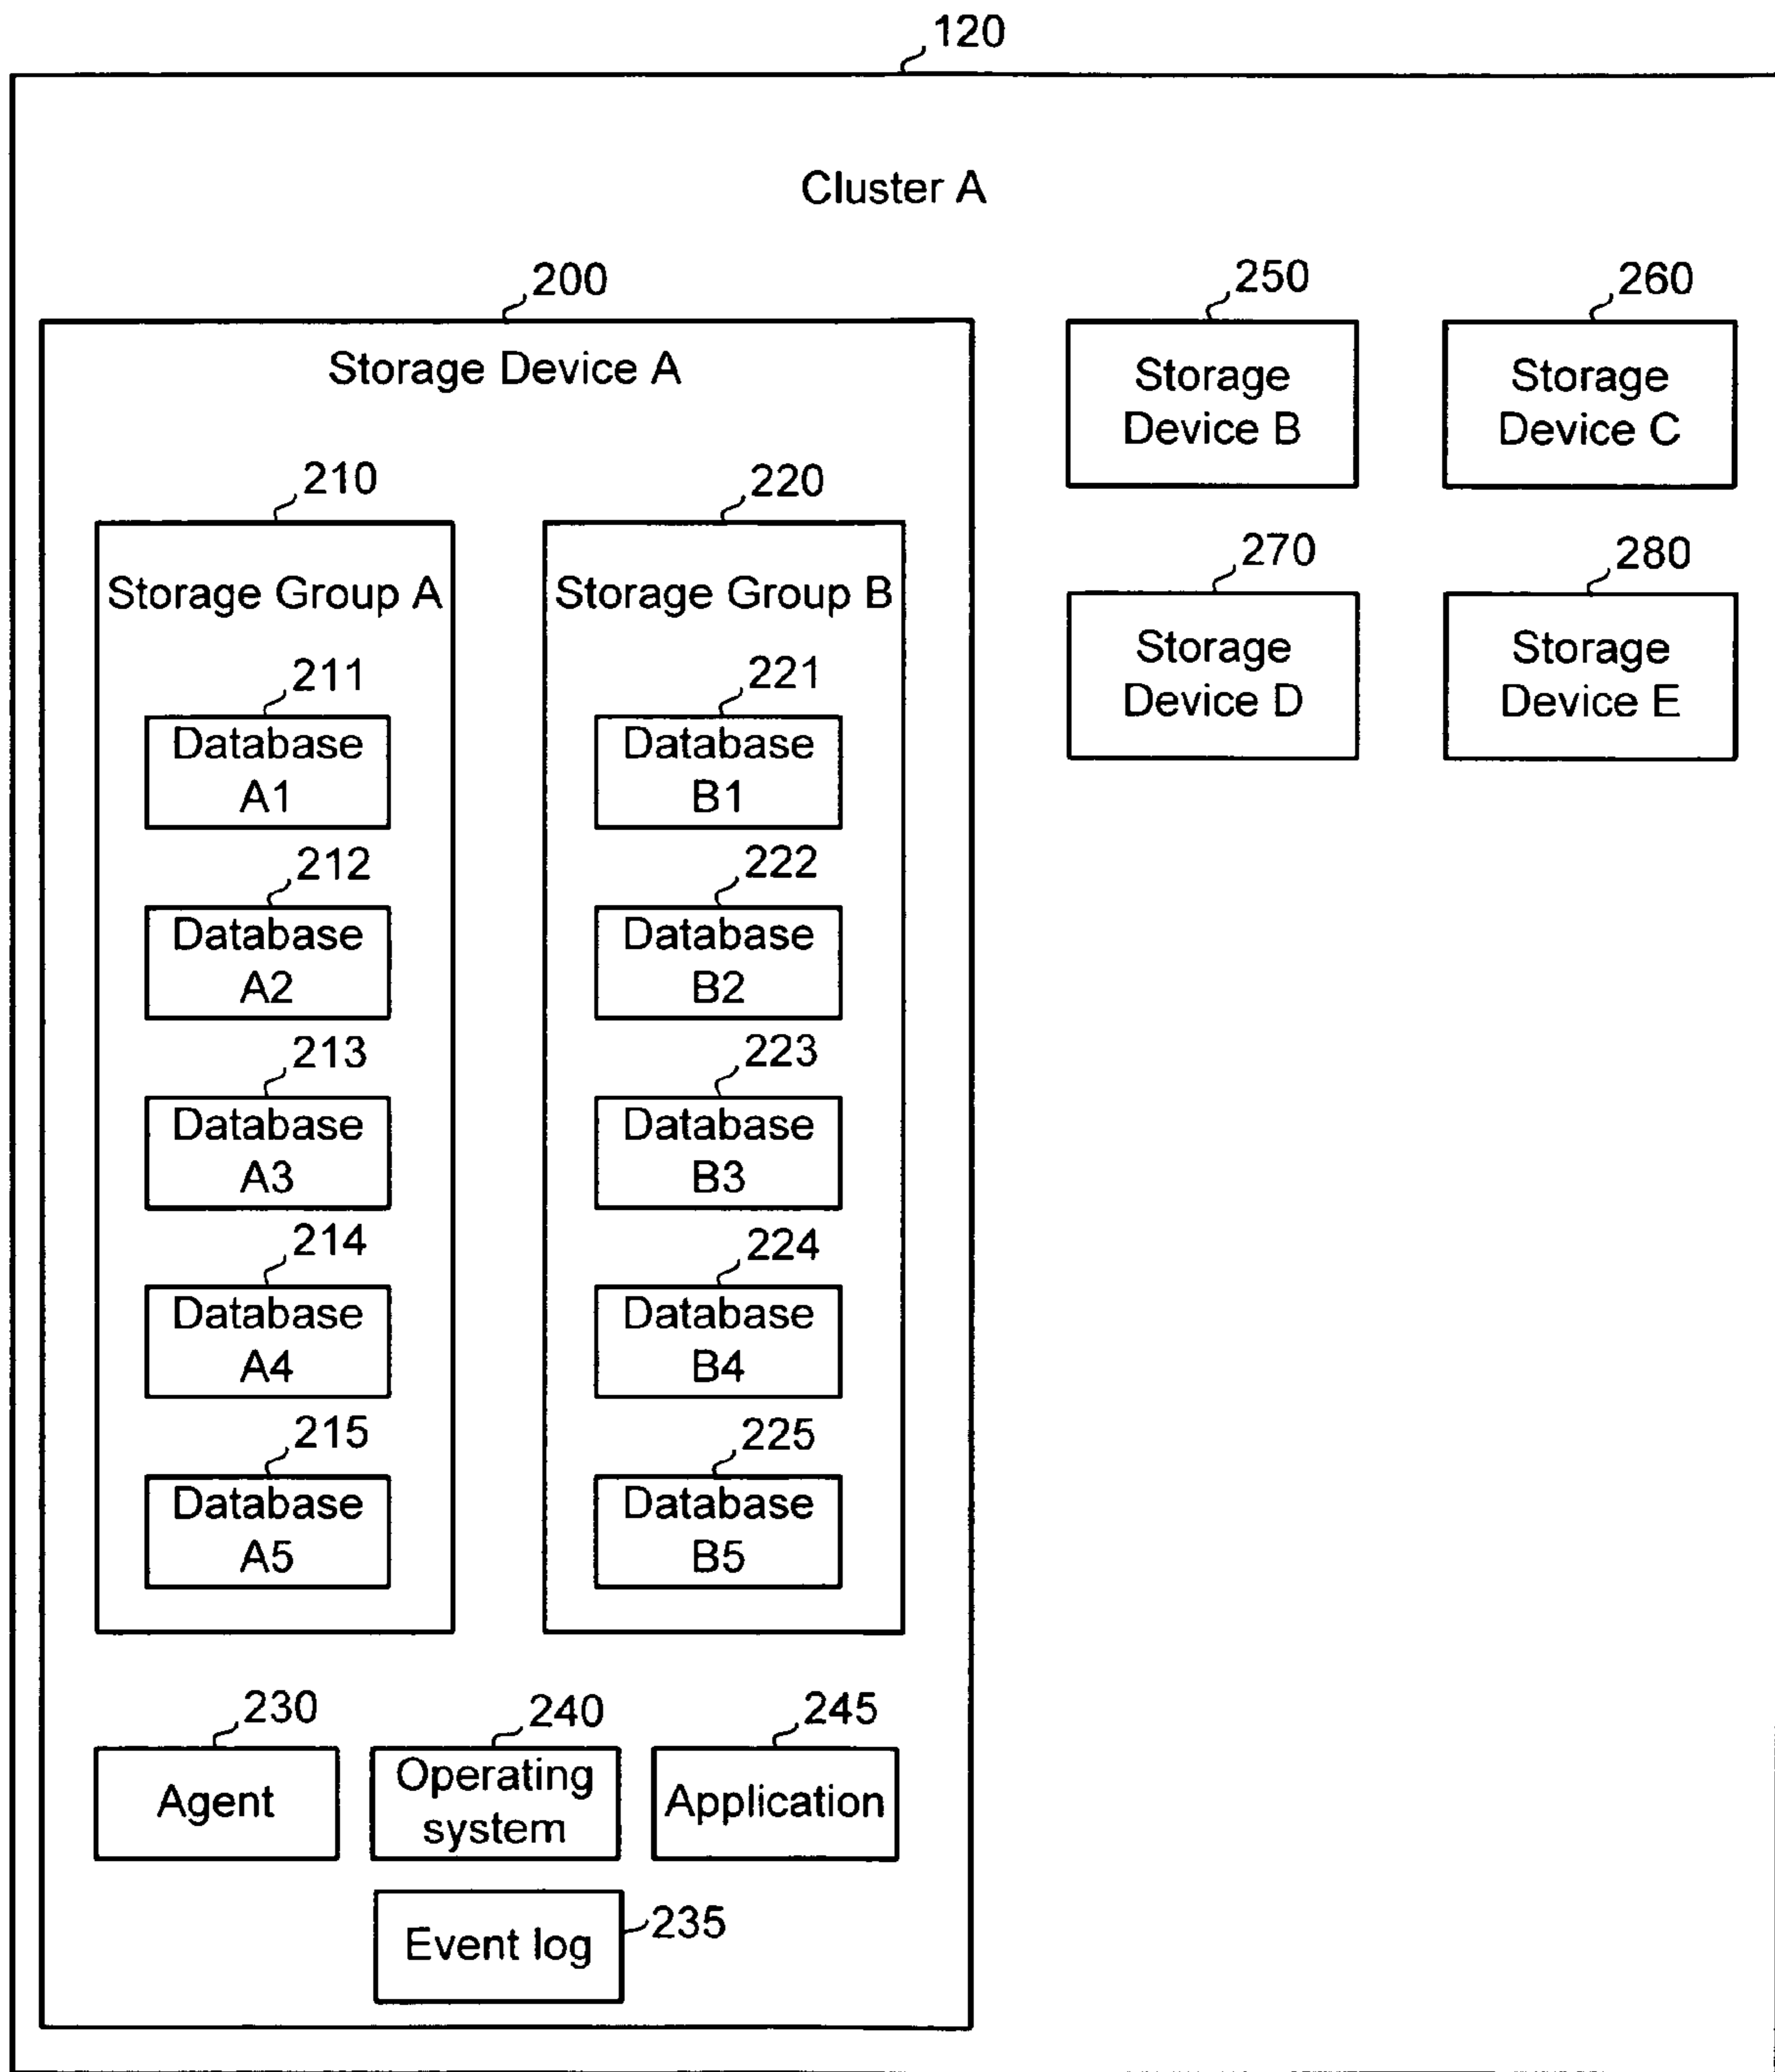 120
Cluster A
200
250
260
Storage Device A
Storage
Device B
Storage
Device C
210
220
270
280
Storage Group A
Storage Group B
Storage
Device D
Storage
Device E
211
221
Database
A1
Database
B1
212
222
Database
A2
Database
B2
213
223
Database
A3
Database
B3
214
224
Database
A4
Database
B4
215
225
Database
A5
Database
B5
230
240
245
Agent
Operating
system
Application
Event log
235